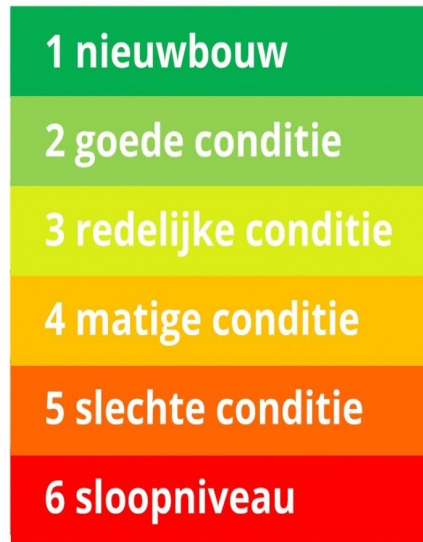 1 nieuwbouw
2 goede conditie
3 redelijke conditie
4 matige conditie
5 slechte conditie
6 sloopniveau